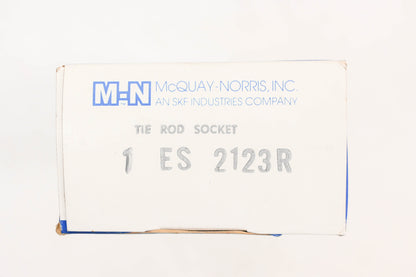 M-N McQUAY-NORRIS, INC.
AN SKF INDUSTRIES COMPANY
TIE ROD SOCKET
1 ES 2123R